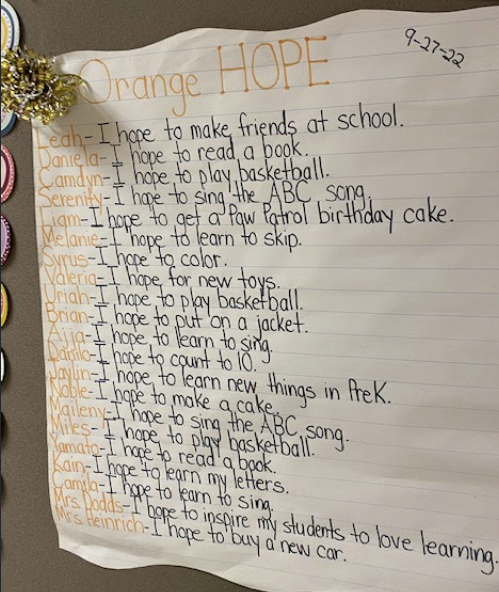 9-27-22
Orange HOPE
Leah-I hope to make friends at school.
Daniela-I hope to read a book.
Camdyn-I hope to play basketball.
Serenity-I hope to sing the ABC song.
Liam-I hope to get a Paw Patrol birthday cake.
Melanie-I hope to learn to skip.
Syrus-I hope to color.
Valeria-I hope for new toys.
Uriah-I hope to play basketball.
Brian-I hope to put on a jacket.
I hope to learn to sing.
Danilo-I hope to count to 10.
Jaylin-I hope to learn new things in PreK.
Noble-I hope to make a cake.
Maileny-I hope to sing the ABC song.
Miles-I hope to play basketball.
Yamato-I hope to read a book.
Kain-I hope to learn my letters.
Camila-I hope to learn to sing.
Mrs. Dodds-I hope to inspire my students to love learning.
Mrs. Heinrich-I hope to buy a new car.